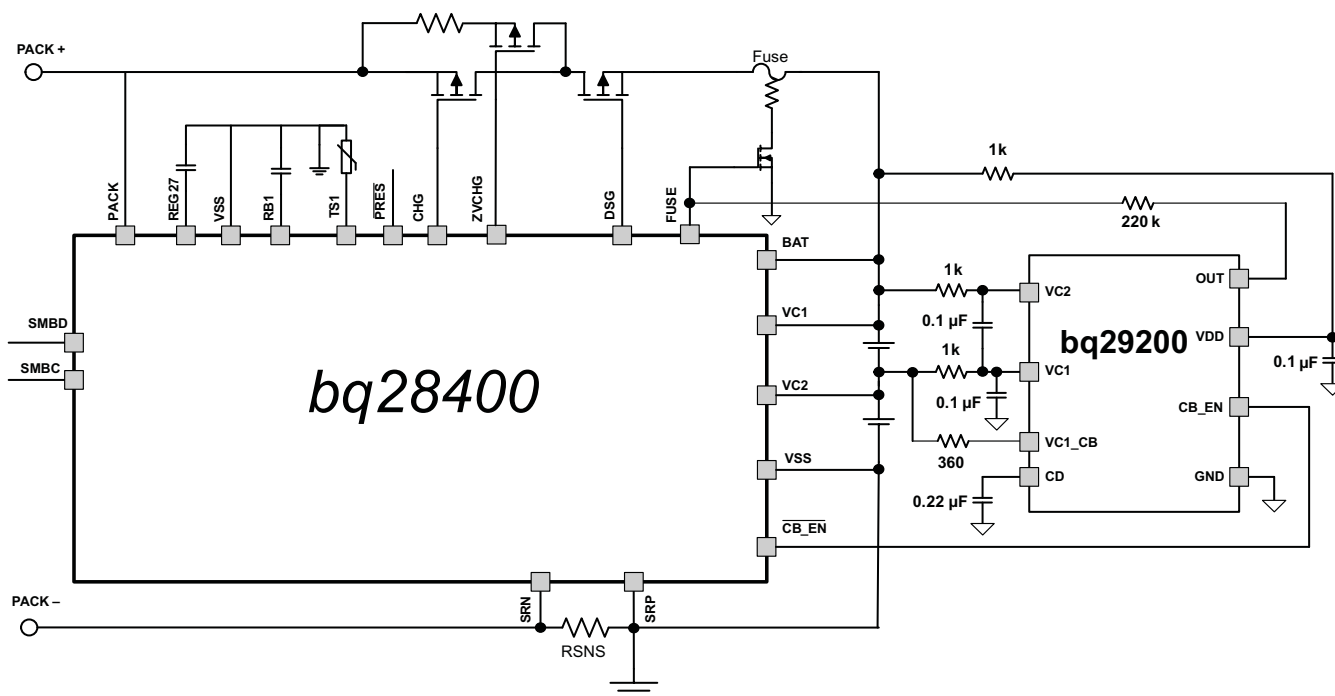 PACK +
Fuse
1k
220 k
PACK
REG27
VSS
RB1
TS1
PRES
CHG
ZVCHG
DSG
FUSE
BAT
VC1
VC2
VSS
CB_EN
SMBD
SMBC
bq28400
1k
0.1 µF
1k
0.1 µF
360
0.22 µF
VC2
VC1
VC1_CB
CD
bq29200
OUT
VDD
CB_EN
GND
0.1 µF
PACK –
SRN
SRP
RSNS